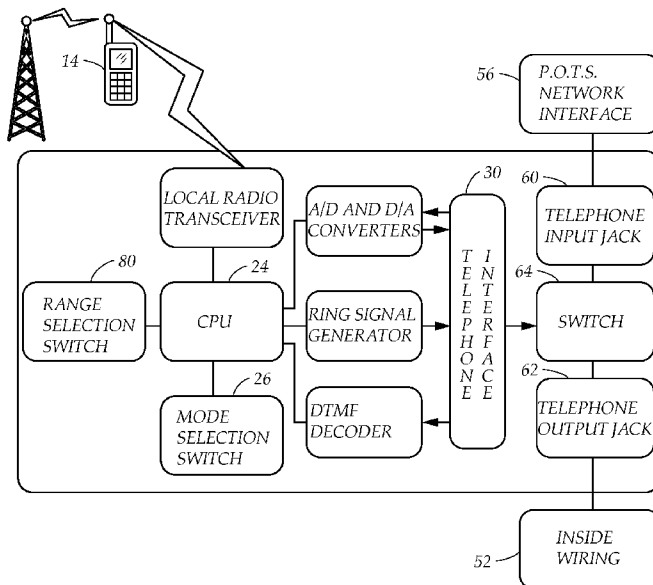 14
56
P.O.T.S.
NETWORK
INTERFACE
LOCAL RADIO
TRANSCEIVER
A/D AND D/A
CONVERTERS
30
60
TELEPHONE
INPUT JACK
80
RANGE
SELECTION
SWITCH
24
CPU
RING SIGNAL
GENERATOR
TELEPHONE
INTERFACE
64
SWITCH
26
MODE
SELECTION
SWITCH
DTMF
DECODER
62
TELEPHONE
OUTPUT JACK
52
INSIDE
WIRING